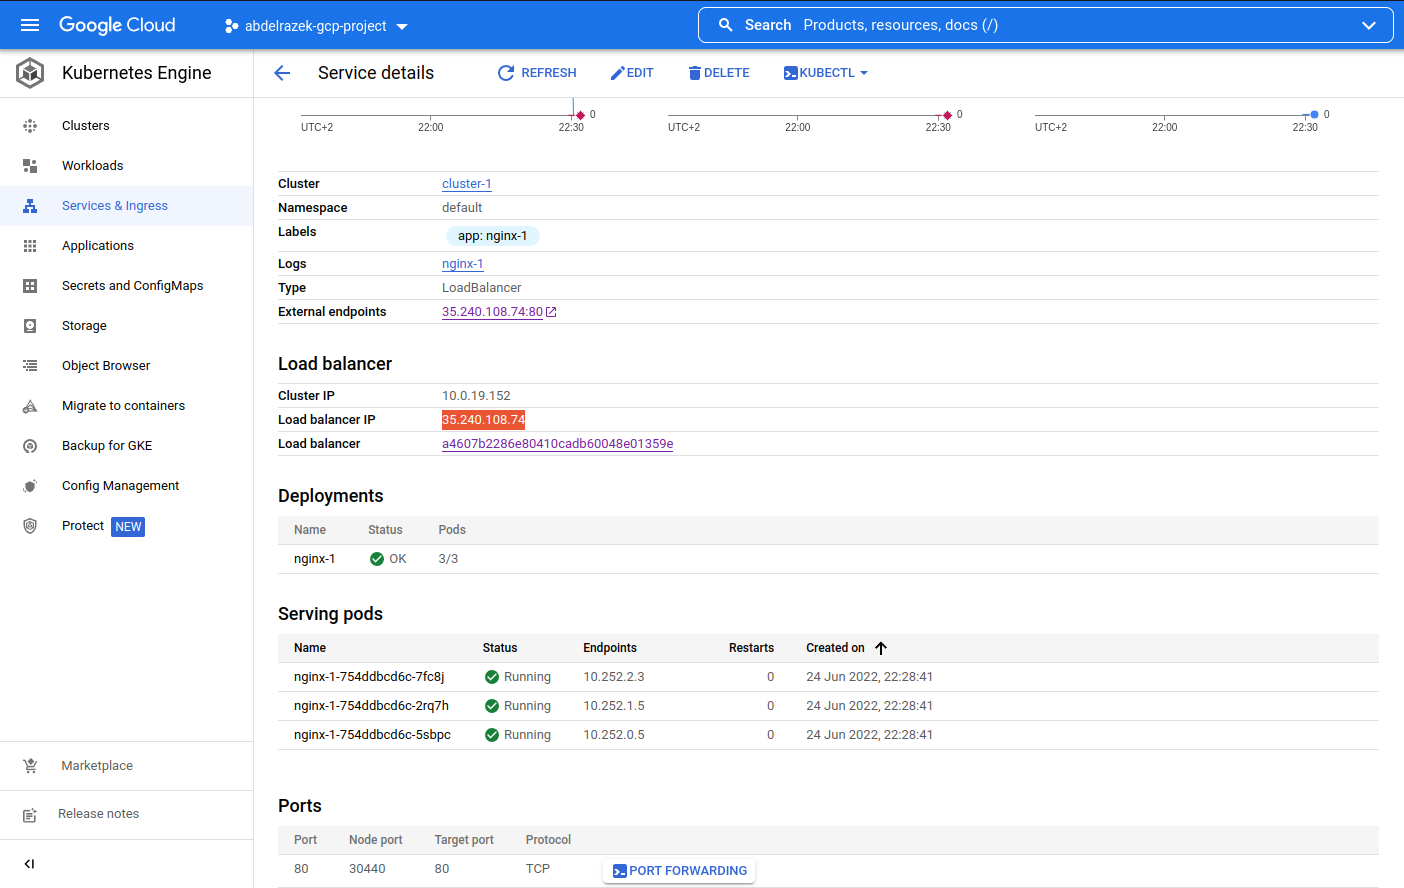 Google Cloud abdelrazek-gcp-project Search Products, resources, docs (/)
Kubernetes Engine Service details REFRESH EDIT DELETE KUBECTL
Clusters
Workloads
Services & Ingress
Applications
Secrets and ConfigMaps
Storage
Object Browser
Migrate to containers
Backup for GKE
Config Management
Protect NEW
Marketplace
Release notes
0 0 0
UTC+2 22:00 22:30 UTC+2 22:00 22:30 UTC+2 22:00 22:30
Cluster cluster-1
Namespace default
Labels app: nginx-1
Logs nginx-1
Type LoadBalancer
External endpoints 35.240.108.74:80
Load balancer
Cluster IP 10.0.19.152
Load balancer IP 35.240.108.74
Load balancer a4607b2286e80410cadb60048e01359e
Deployments
Name Status Pods
nginx-1 OK 3/3
Serving pods
Name Status Endpoints Restarts Created on
nginx-1-754ddbcd6c-7fc8j Running 10.252.2.3 0 24 Jun 2022, 22:28:41
nginx-1-754ddbcd6c-2rq7h Running 10.252.1.5 0 24 Jun 2022, 22:28:41
nginx-1-754ddbcd6c-5sbpc Running 10.252.0.5 0 24 Jun 2022, 22:28:41
Ports
Port Node port Target port Protocol
80 30440 80 TCP PORT FORWARDING